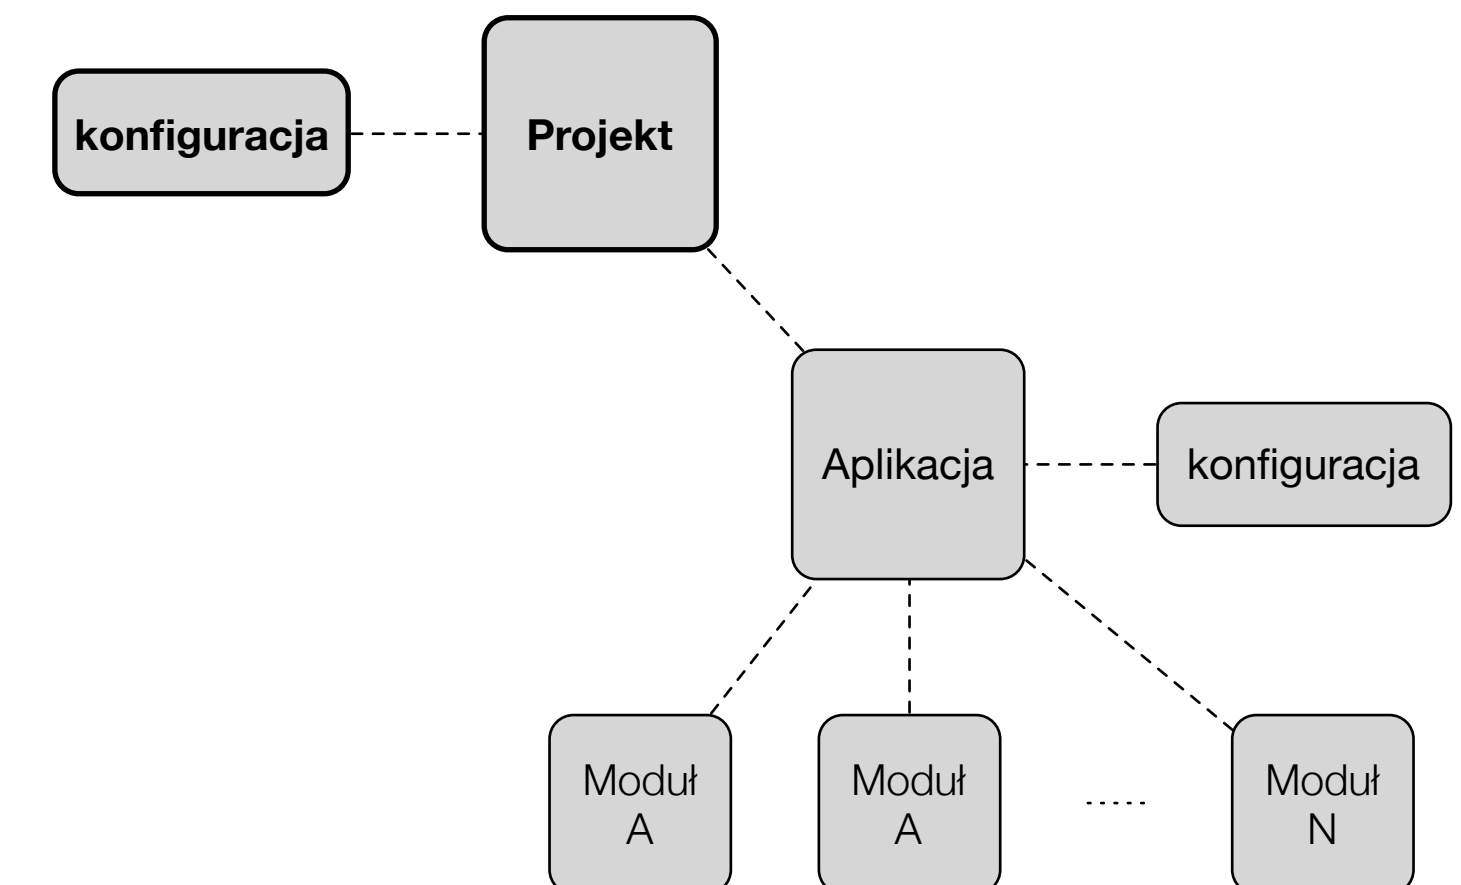 konfiguracja
Projekt
Aplikacja
konfiguracja
Moduł
A
Moduł
A
Moduł
N